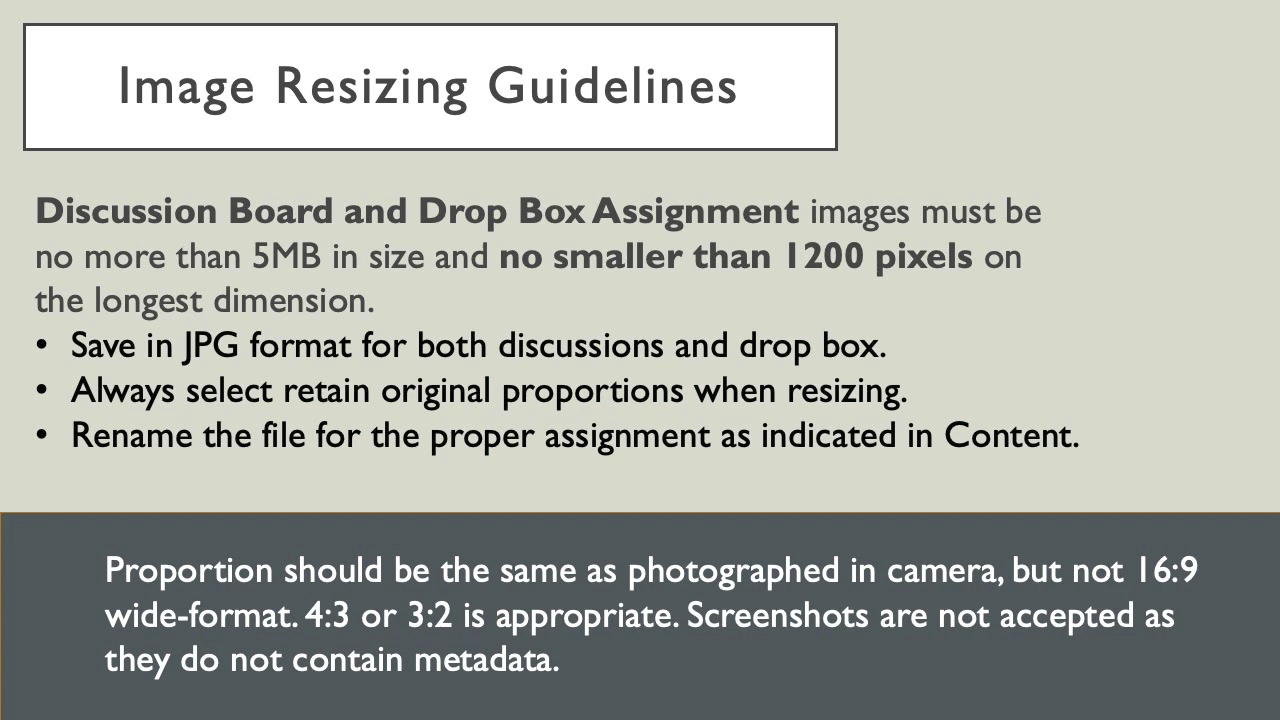 Image Resizing Guidelines
Discussion Board and Drop Box Assignment images must be
no more than 5MB in size and no smaller than 1200 pixels on
the longest dimension.
• Save in JPG format for both discussions and drop box.
• Always select retain original proportions when resizing.
• Rename the file for the proper assignment as indicated in Content.
Proportion should be the same as photographed in camera, but not 16:9
wide-format. 4:3 or 3:2 is appropriate. Screenshots are not accepted as
they do not contain metadata.